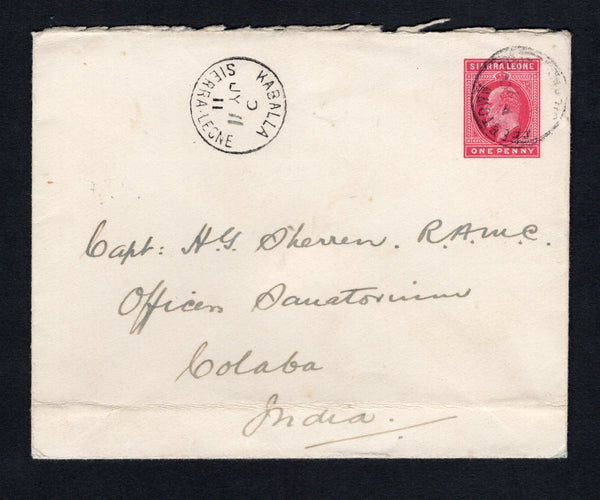 KABALLA
C
JY 11
11
SIERRA-LEONE
SIERRA LEONE
ONE PENNY
Capt: H.G. Sherren. R.A.M.C.
Officers Sanatorium
Colaba
India.